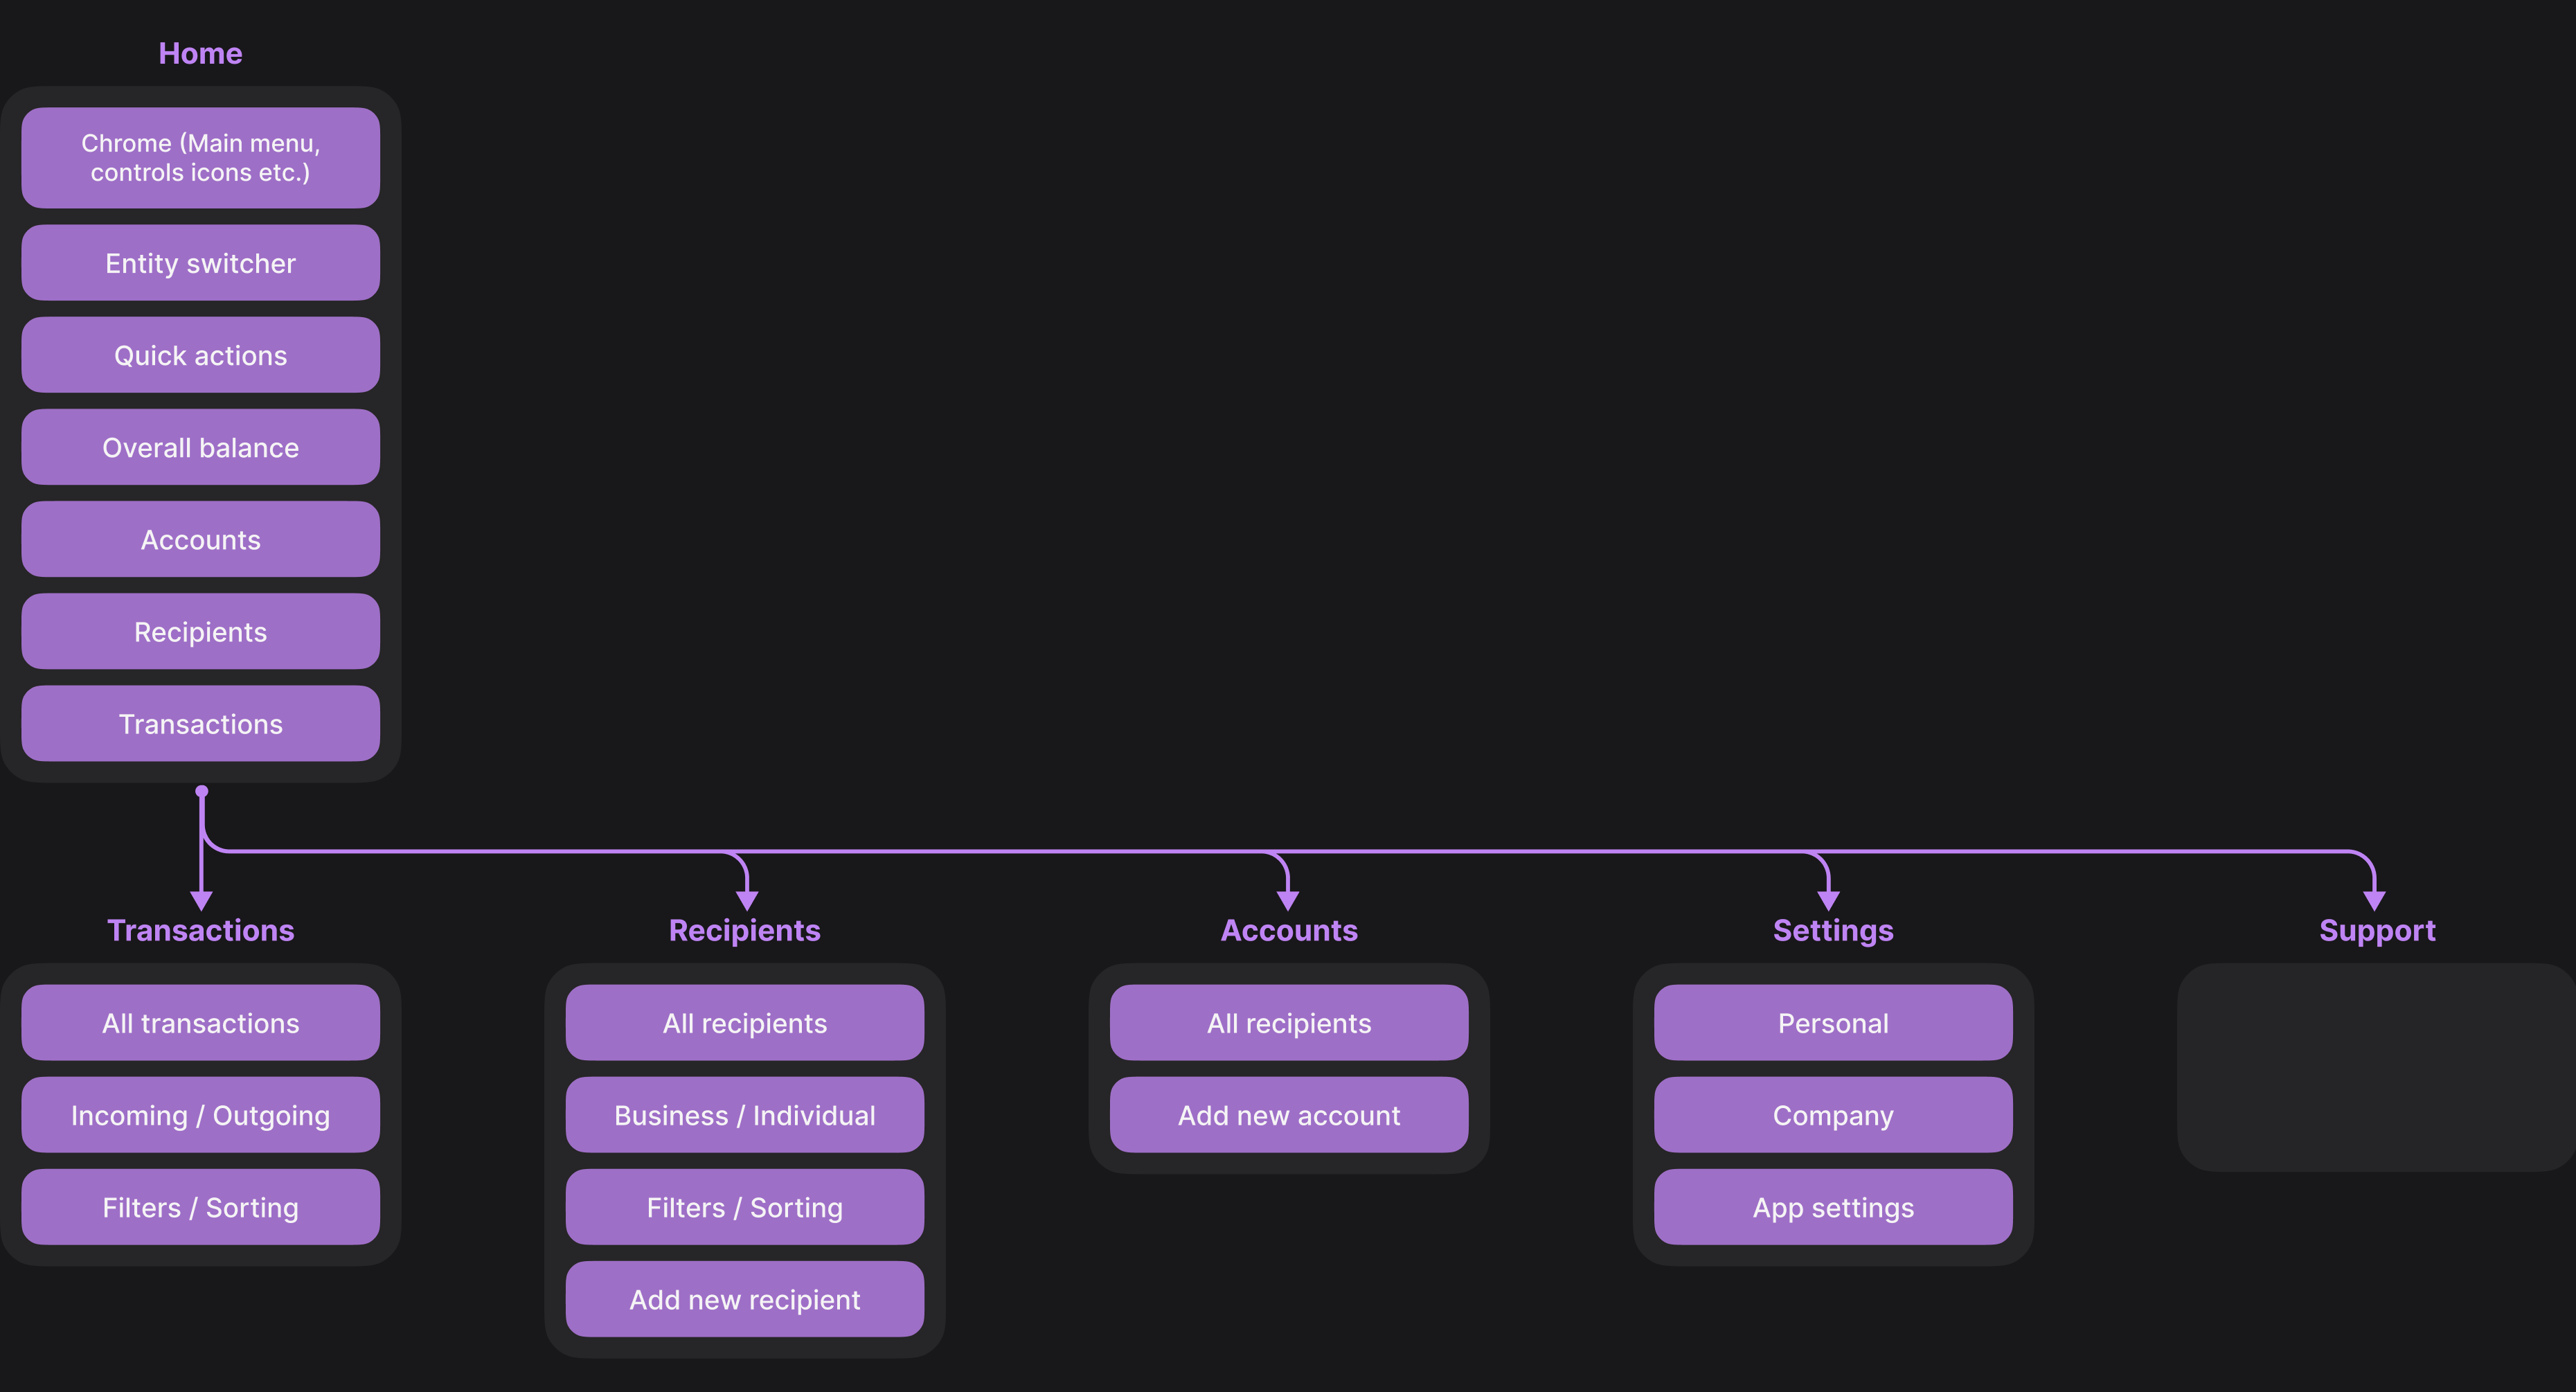 Home
Chrome (Main menu,
controls icons etc.)
Entity switcher
Quick actions
Overall balance
Accounts
Recipients
Transactions
Transactions
All transactions
Incoming / Outgoing
Filters / Sorting
Recipients
All recipients
Business / Individual
Filters / Sorting
Add new recipient
Accounts
All recipients
Add new account
Settings
Personal
Company
App settings
Support